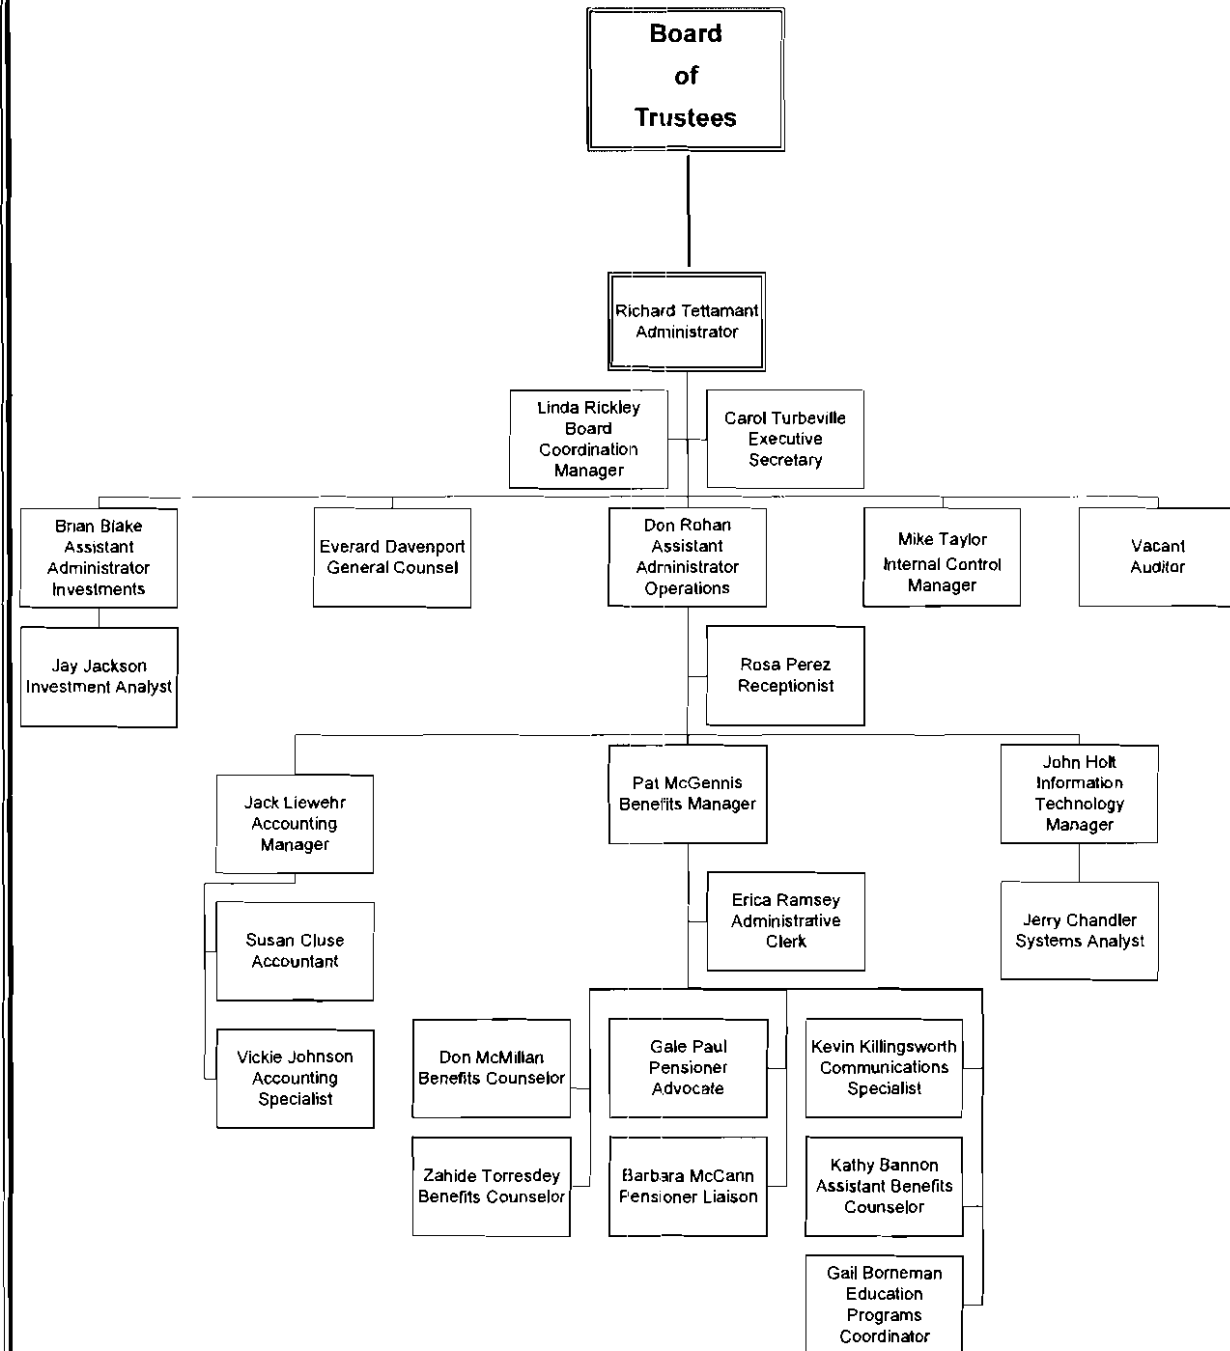 Board
of
Trustees
Richard Tettamant
Administrator
Linda Rickley
Board
Coordination
Manager
Carol Turbeville
Executive
Secretary
Brian Blake
Assistant
Administrator
Investments
Everard Davenport
General Counsel
Don Rohan
Assistant
Administrator
Operations
Mike Taylor
Internal Control
Manager
Vacant
Auditor
Jay Jackson
Investment Analyst
Rosa Perez
Receptionist
Jack Liewehr
Accounting
Manager
Pat McGennis
Benefits Manager
John Holt
Information
Technology
Manager
Susan Cluse
Accountant
Erica Ramsey
Administrative
Clerk
Jerry Chandler
Systems Analyst
Vickie Johnson
Accounting
Specialist
Don McMillan
Benefits Counselor
Gale Paul
Pensioner
Advocate
Kevin Killingsworth
Communications
Specialist
Zahide Torresdey
Benefits Counselor
Barbara McCann
Pensioner Liaison
Kathy Bannon
Assistant Benefits
Counselor
Gail Borneman
Education
Programs
Coordinator